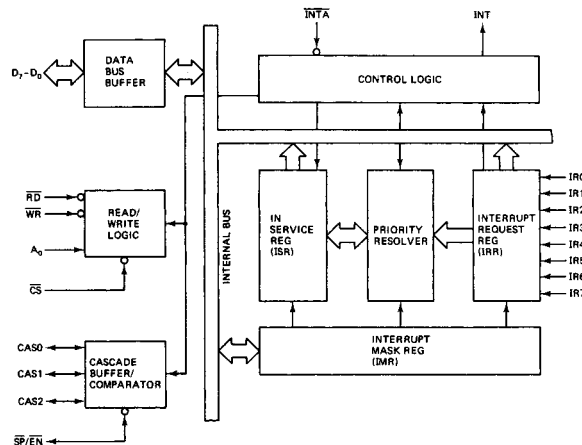 INTA
INT
D7-D0
DATA
BUS
BUFFER
CONTROL LOGIC
RD
WR
A0
CS
READ/
WRITE
LOGIC
INTERNAL BUS
IN
SERVICE
REG
(ISR)
PRIORITY
RESOLVER
INTERRUPT
REQUEST
REG
(IRR)
IR0
IR1
IR2
IR3
IR4
IR5
IR6
IR7
CAS0
CAS1
CAS2
CASCADE
BUFFER/
COMPARATOR
SP/EN
INTERRUPT
MASK REG
(IMR)